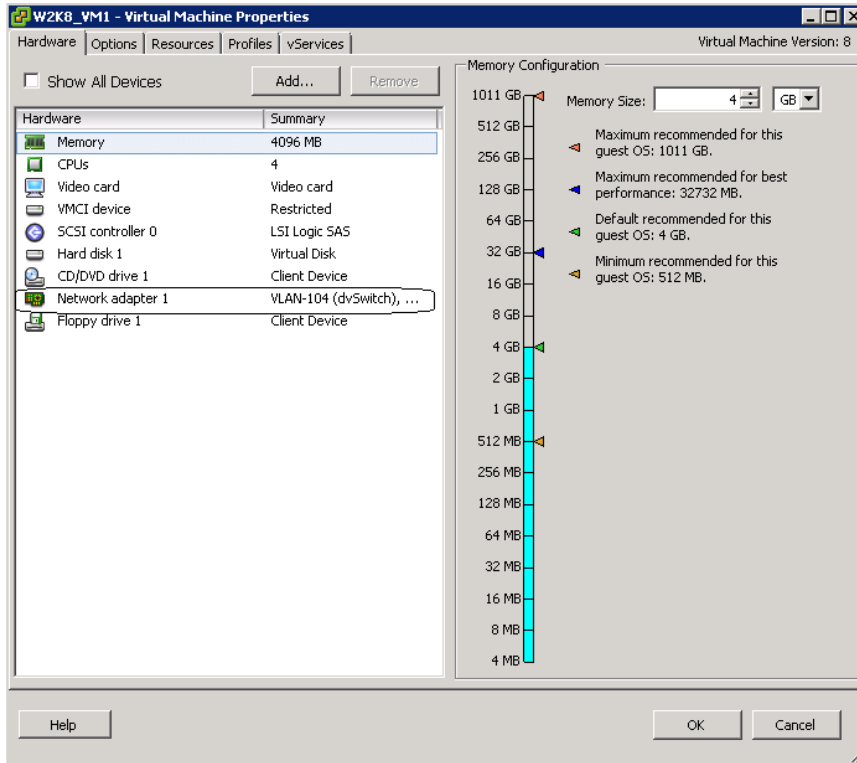 W2K8_VM1 - Virtual Machine Properties
Hardware Options Resources Profiles vServices Virtual Machine Version: 8
Show All Devices Add... Remove
Hardware Summary
Memory 4096 MB
CPUs 4
Video card Video card
VMCI device Restricted
SCSI controller 0 LSI Logic SAS
Hard disk 1 Virtual Disk
CD/DVD drive 1 Client Device
Network adapter 1 VLAN-104 (dvSwitch), ...
Floppy drive 1 Client Device
Memory Configuration
Memory Size: 4 GB
1011 GB
512 GB
256 GB
128 GB
64 GB
32 GB
16 GB
8 GB
4 GB
2 GB
1 GB
512 MB
256 MB
128 MB
64 MB
32 MB
16 MB
8 MB
4 MB
Maximum recommended for this
guest OS: 1011 GB.
Maximum recommended for best
performance: 32732 MB.
Default recommended for this
guest OS: 4 GB.
Minimum recommended for this
guest OS: 512 MB.
Help OK Cancel